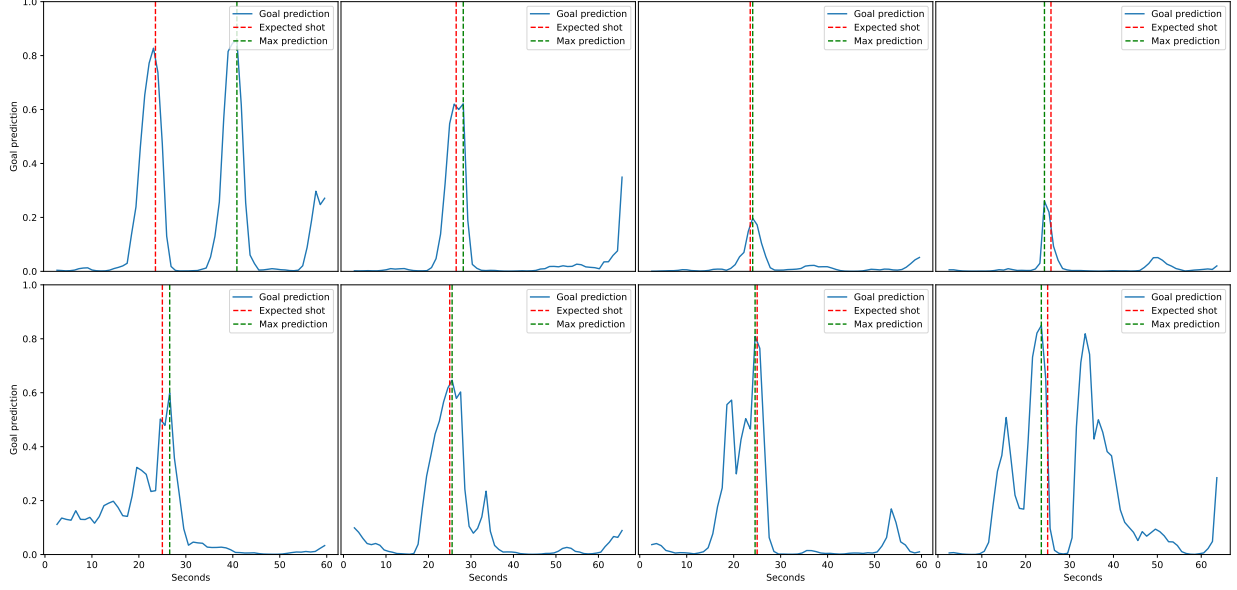 1.0
0.8
0.6
0.4
0.2
0.0
Goal prediction
Goal prediction
Expected shot
Max prediction
Goal prediction
Expected shot
Max prediction
Goal prediction
Expected shot
Max prediction
Goal prediction
Expected shot
Max prediction
1.0
0.8
0.6
0.4
0.2
0.0
Goal prediction
Goal prediction
Expected shot
Max prediction
Goal prediction
Expected shot
Max prediction
Goal prediction
Expected shot
Max prediction
Goal prediction
Expected shot
Max prediction
0 10 20 30 40 50 60
0 10 20 30 40 50 60
0 10 20 30 40 50 60
0 10 20 30 40 50 60
Seconds
Seconds
Seconds
Seconds